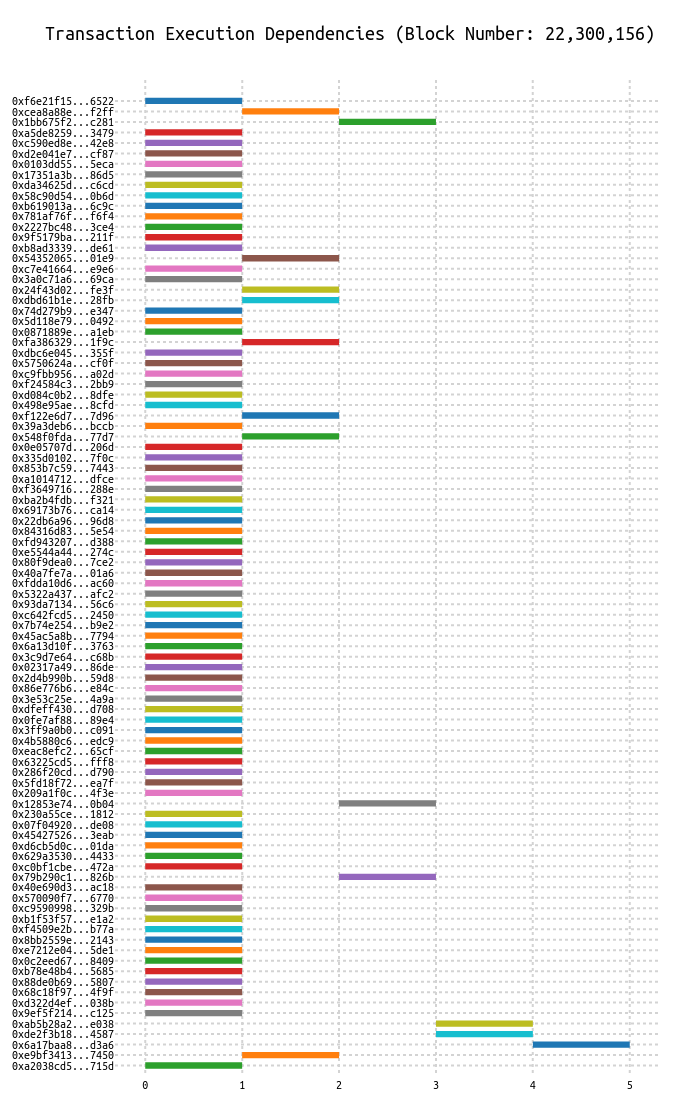 Transaction Execution Dependencies (Block Number: 22,300,156)
0xf6e21f15...6522
0xcea8a88e...f2ff
0x1bb675f2...c281
0xa5de8259...3479
0xc590ed8e...42e8
0xd2e041e7...cf87
0x0103dd55...5eca
0x17351a3b...86d5
0xda34625d...c6cd
0x58c90d54...0b6d
0xb619013a...6c9c
0x781af76f...f6f4
0x2227bc48...3ce4
0x9f5179ba...211f
0xb8ad3339...de61
0x54352065...01e9
0xc7e41664...e9e6
0x3a0c71a6...69ca
0x24f43d02...fe3f
0xdbd61b1e...28fb
0x74d279b9...e347
0x5d118e79...0492
0x0871889e...a1eb
0xfa386329...1f9c
0xdbc6e045...355f
0x5750624a...cf0f
0xc9fbb956...a02d
0xf24584c3...2bb9
0xd084c0b2...8dfe
0x498e95ae...8cfd
0xf122e6d7...7d96
0x39a3deb6...bccb
0x548f0fda...77d7
0x0e05707d...206d
0x335d0102...7f0c
0x853b7c59...7443
0xa1014712...dfce
0xf3649716...288e
0xba2b4fdb...f321
0x69173b76...ca14
0x22db6a96...96d8
0x84316d83...5e54
0xfd943207...d388
0xe5544a44...274c
0x80f9dea0...7ce2
0x40a7fe7a...01a6
0xfdda10d6...ac60
0x5322a437...afc2
0x93da7134...56c6
0xc642fcd5...2450
0x7b74e254...b9e2
0x45ac5a8b...7794
0x6a13d10f...3763
0x3c9d7e64...c68b
0x02317a49...86de
0x2d4b990b...59d8
0x86e776b6...e84c
0x3e53c25e...4a9a
0xdfeff430...d708
0x0fe7af88...89e4
0x3ff9a0b0...c091
0x4b5880c6...edc9
0xeac8efc2...65cf
0x63225cd5...fff8
0x286f20cd...d790
0x5fd18f72...ea7f
0x209a1f0c...4f3e
0x12853e74...0b04
0x230a55ce...1812
0x07f04920...de08
0x45427526...3eab
0xd6cb5d0c...01da
0x629a3530...4433
0xc0bf1cbe...472a
0x79b290c1...826b
0x40e690d3...ac18
0x570090f7...6770
0xc9590998...329b
0xb1f53f57...e1a2
0xf4509e2b...b77a
0x8bb2559e...2143
0xe7212e04...5de1
0x0c2eed67...8409
0xb78e48b4...5685
0x88de0b69...5807
0x68c18f97...4f9f
0xd322d4ef...038b
0x9ef5f214...c125
0xab5b28a2...e038
0xde2f3b18...4587
0x6a17baa8...d3a6
0xe9bf3413...7450
0xa2038cd5...715d
0 1 2 3 4 5